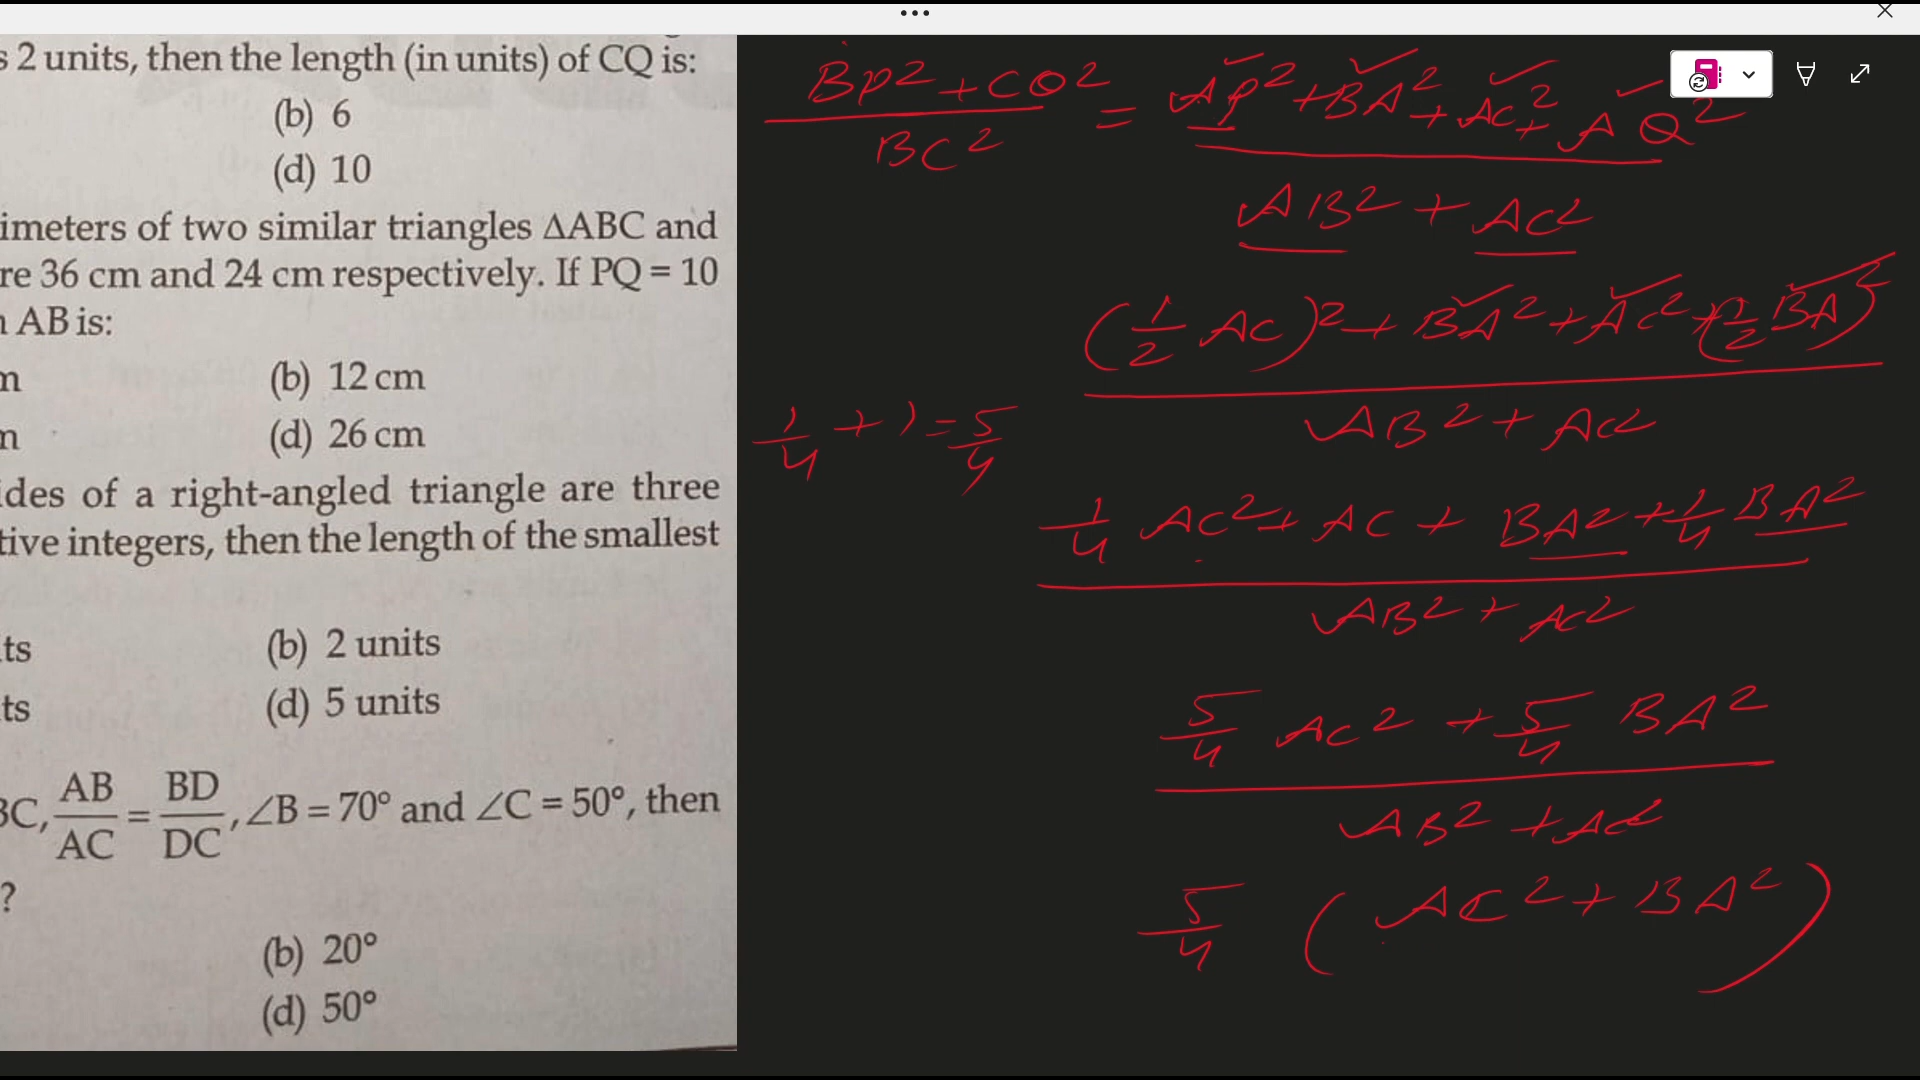 s 2 units, then the length (in units) of CQ is:
(b) 6
(d) 10
imeters of two similar triangles ΔABC and
re 36 cm and 24 cm respectively. If PQ = 10
AB is:
m (b) 12 cm
m (d) 26 cm
ides of a right-angled triangle are three
tive integers, then the length of the smallest
ts (b) 2 units
ts (d) 5 units
BC, AB/AC = BD/DC, ∠B = 70° and ∠C = 50°, then
?
(b) 20°
(d) 50°
BP² + CQ² / BC² = AP² + BA² + AC² + AQ² / AB² + AC²
(1/2 AC)² + BA² + AC² + (1/2 BA)² / AB² + AC²
1/4 + 1 = 5/4
1/4 AC² + AC + BA² + 1/4 BA² / AB² + AC²
5/4 AC² + 5/4 BA² / AB² + AC²
5/4 (AC² + BA²)